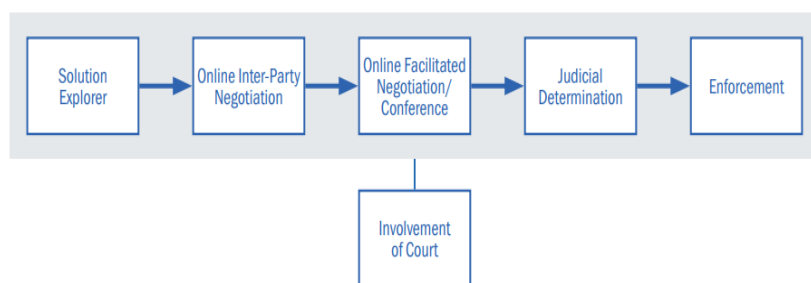 Solution
Explorer
Online Inter-Party
Negotiation
Online Facilitated
Negotiation/
Conference
Judicial
Determination
Enforcement
Involvement
of Court